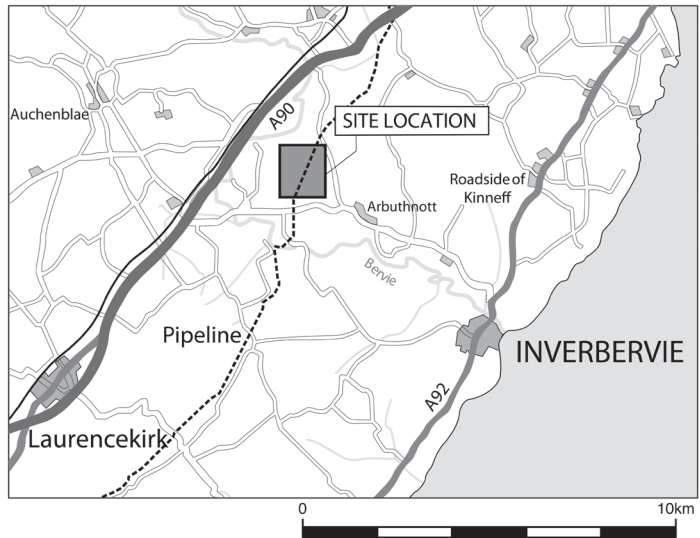 Auchenblae
A90
SITE LOCATION
Roadside of
Kinneff
Arbuthnott
Bervie
Pipeline
INVERBERVIE
A92
Laurencekirk
0
10km